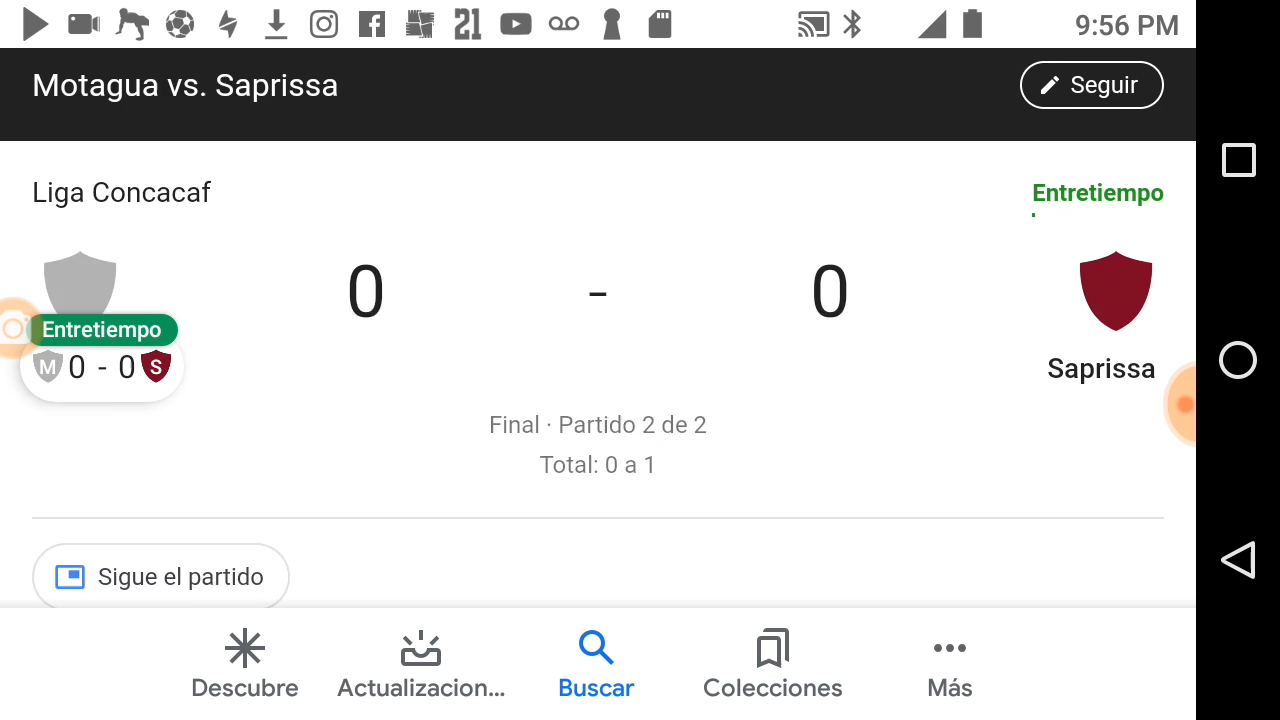 21
9:56 PM
Motagua vs. Saprissa
Seguir
Liga Concacaf
Entretiempo
0 - 0
Entretiempo
M 0 - 0 S
Saprissa
Final · Partido 2 de 2
Total: 0 a 1
Sigue el partido
Descubre
Actualizacion...
Buscar
Colecciones
Más